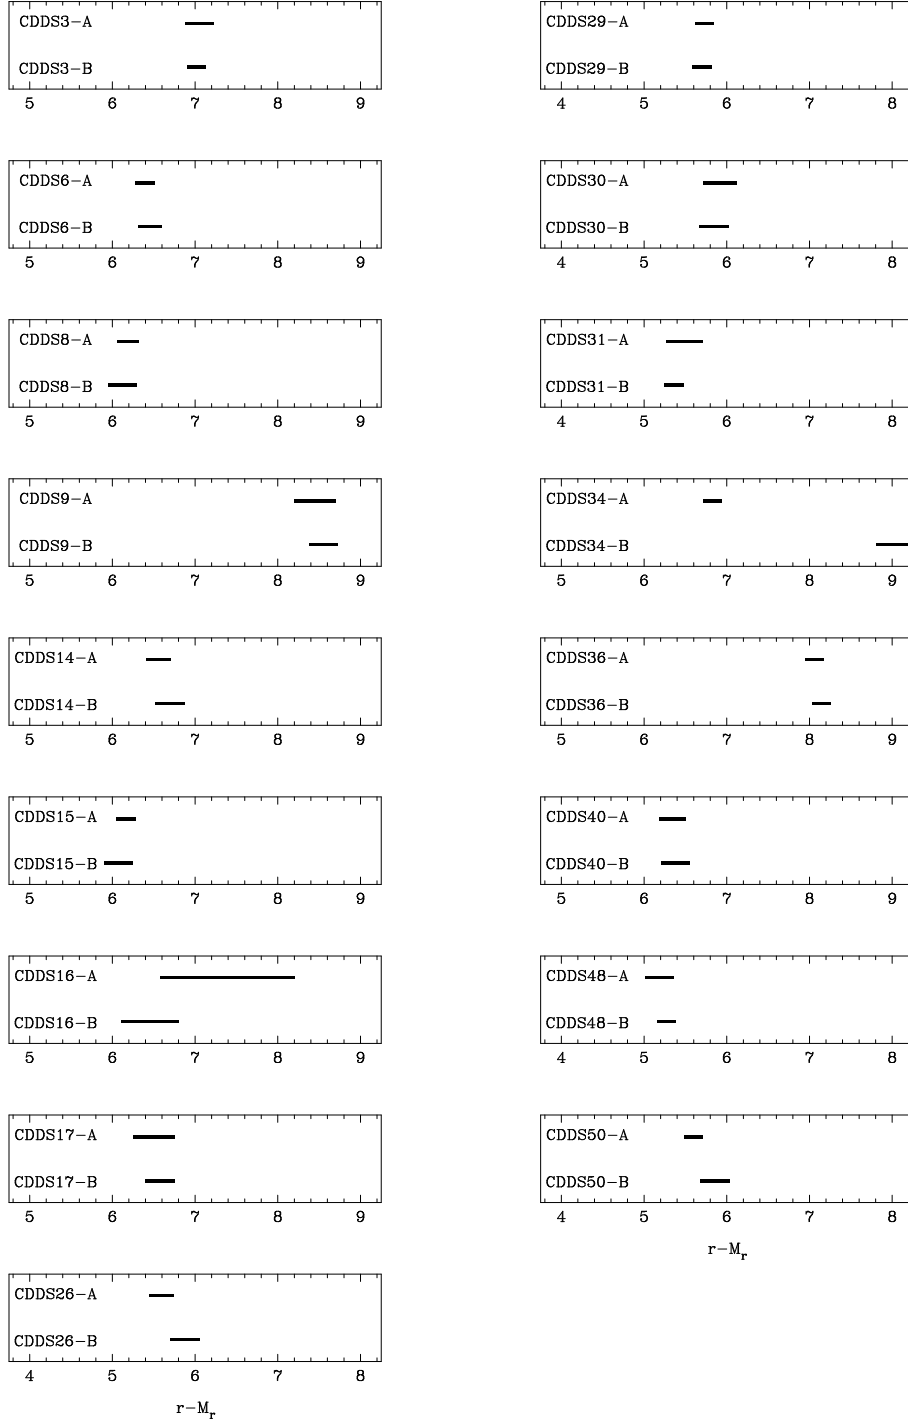 CDDS3-A
CDDS3-B
5 6 7 8 9
CDDS6-A
CDDS6-B
5 6 7 8 9
CDDS8-A
CDDS8-B
5 6 7 8 9
CDDS9-A
CDDS9-B
5 6 7 8 9
CDDS14-A
CDDS14-B
5 6 7 8 9
CDDS15-A
CDDS15-B
5 6 7 8 9
CDDS16-A
CDDS16-B
5 6 7 8 9
CDDS17-A
CDDS17-B
5 6 7 8 9
CDDS26-A
CDDS26-B
4 5 6 7 8
r-Mr
CDDS29-A
CDDS29-B
4 5 6 7 8
CDDS30-A
CDDS30-B
4 5 6 7 8
CDDS31-A
CDDS31-B
4 5 6 7 8
CDDS34-A
CDDS34-B
5 6 7 8 9
CDDS36-A
CDDS36-B
5 6 7 8 9
CDDS40-A
CDDS40-B
5 6 7 8 9
CDDS48-A
CDDS48-B
4 5 6 7 8
CDDS50-A
CDDS50-B
4 5 6 7 8
r-Mr